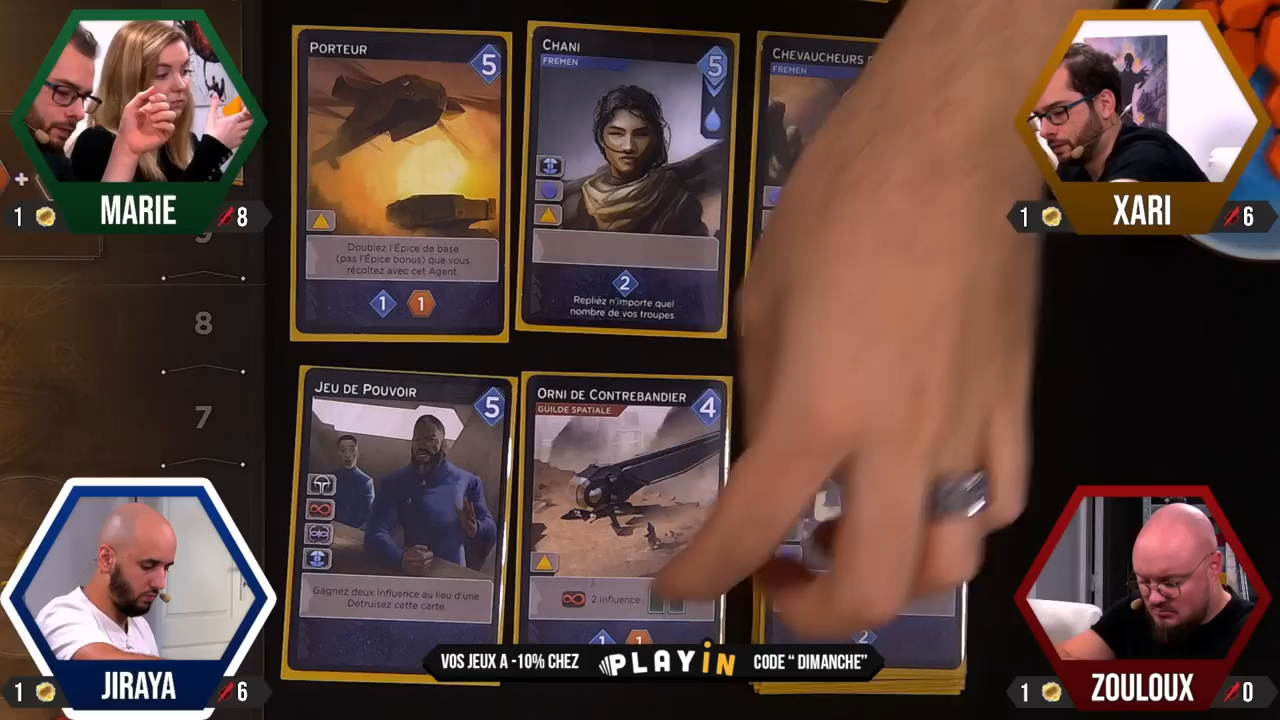 PORTEUR
5
Doublez l'Épice de base
(pas l'Épice bonus) que vous
récoltez avec cet Agent.
1 1
CHANI
FREMEN
5
2
Repliez n'importe quel
nombre de vos troupes.
CHEVAUCHEURS
FREMEN
MARIE
1 8
XARI
1 6
+
9
8
7
JEU DE POUVOIR
5
Gagnez deux Influence au lieu d'une
Détruisez cette carte.
ORNI DE CONTREBANDIER
GUILDE SPATIALE
4
2 Influence
1 1
2
JIRAYA
1 6
VOS JEUX A -10% CHEZ PLAYIN CODE “ DIMANCHE”
ZOULOUX
1 0